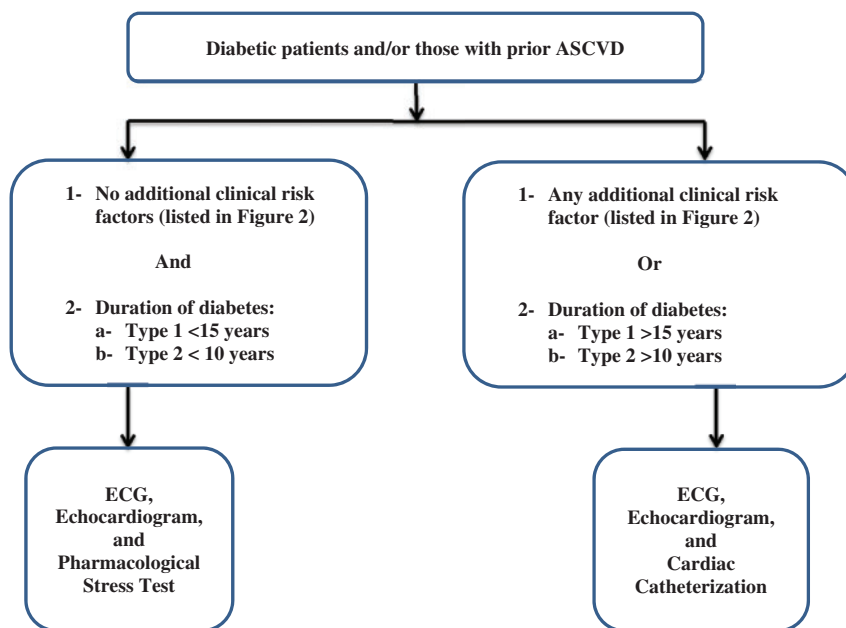 Diabetic patients and/or those with prior ASCVD
1- No additional clinical risk
factors (listed in Figure 2)
And
2- Duration of diabetes:
a- Type 1 <15 years
b- Type 2 < 10 years
1- Any additional clinical risk
factor (listed in Figure 2)
Or
2- Duration of diabetes:
a- Type 1 >15 years
b- Type 2 >10 years
ECG,
Echocardiogram,
and
Pharmacological
Stress Test
ECG,
Echocardiogram,
and
Cardiac
Catheterization